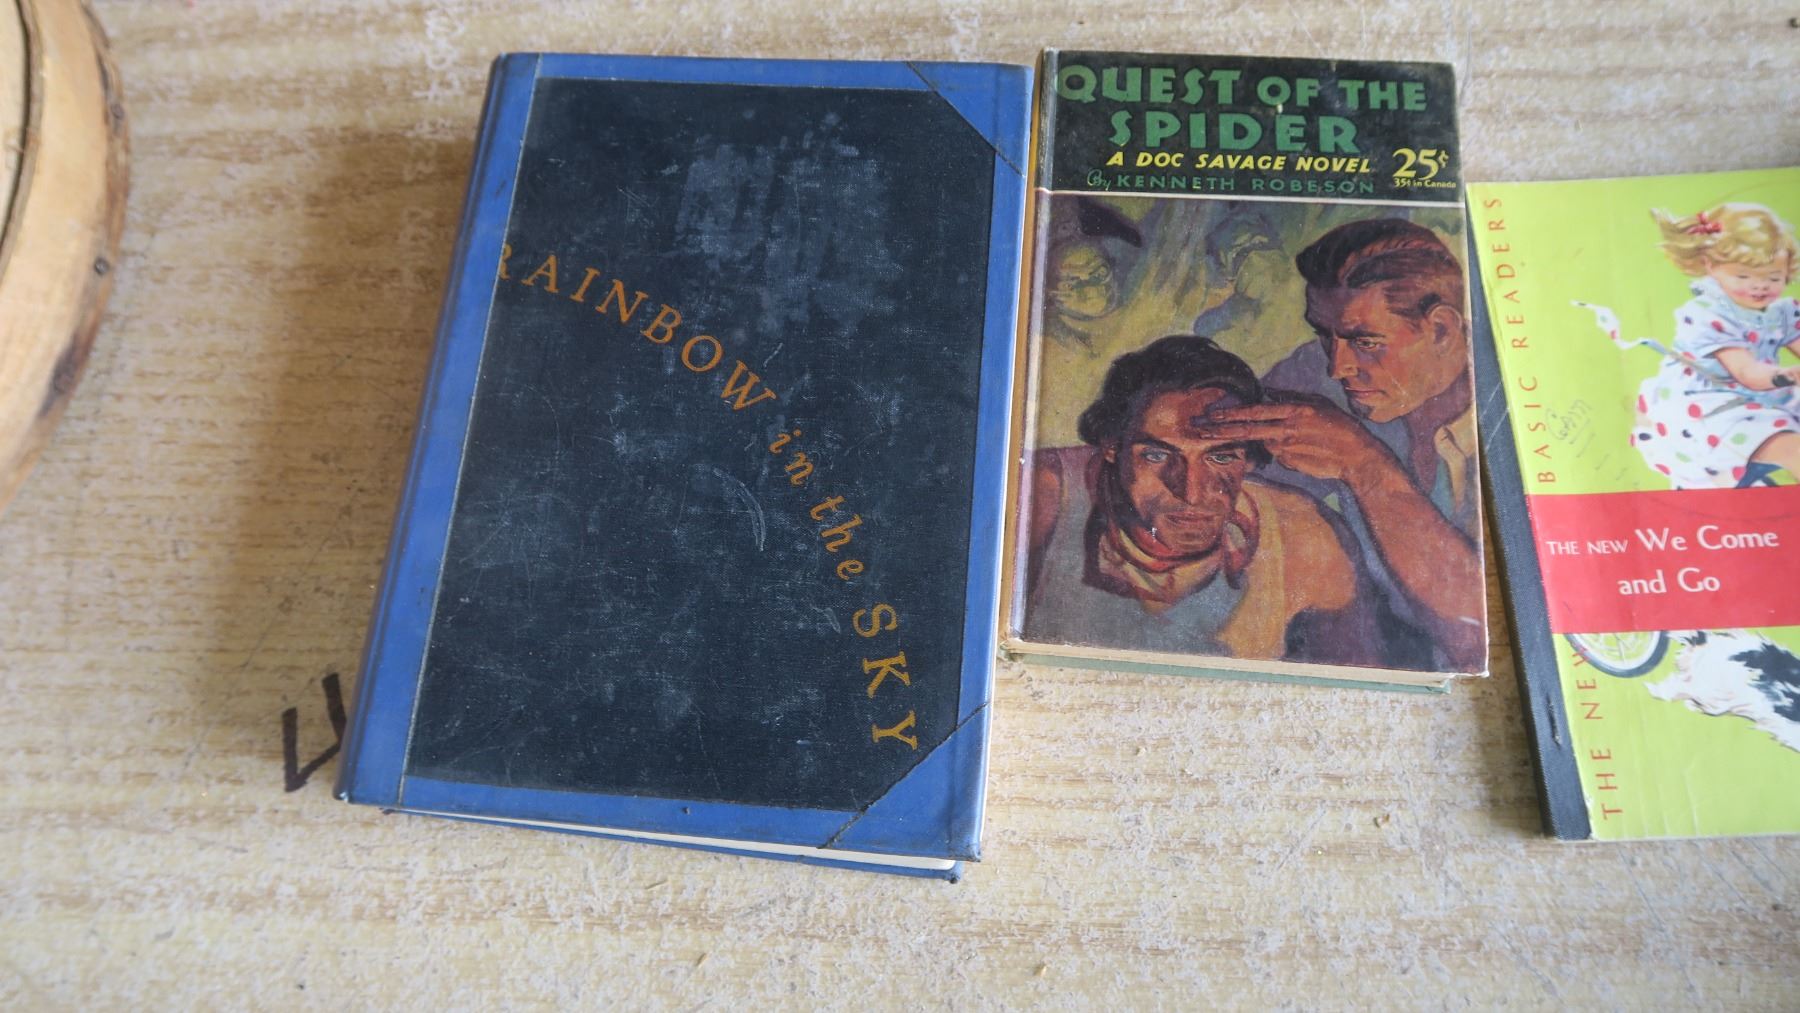 RAINBOW in the SKY
QUEST OF THE
SPIDER
A DOC SAVAGE NOVEL
By KENNETH ROBESON
25¢
35¢ in Canada
THE NEW BASIC READERS
THE NEW We Come
and Go